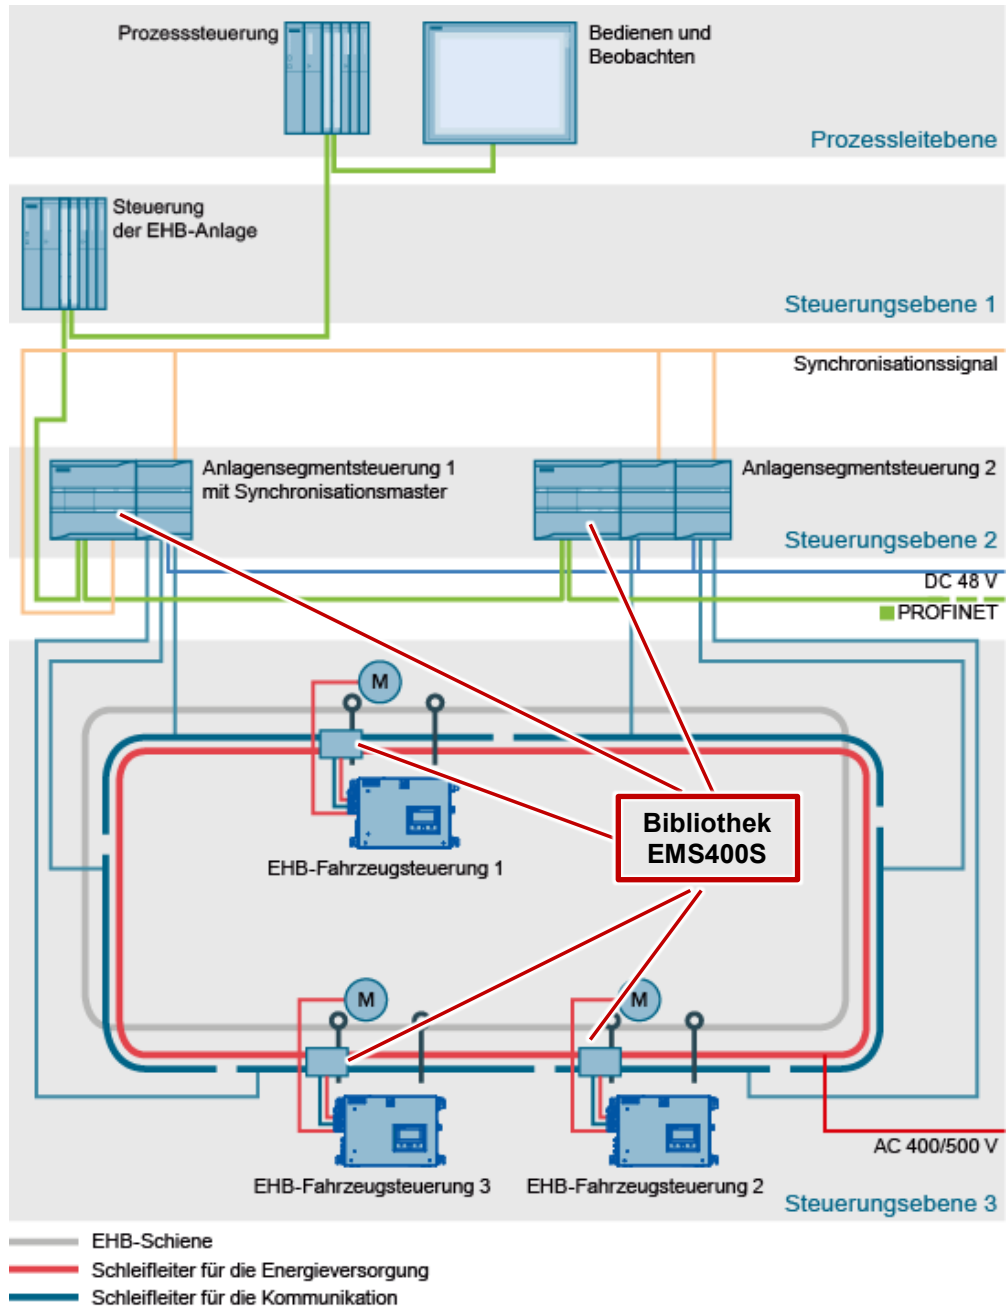 Prozesssteuerung
Bedienen und
Beobachten
Prozessleitebene
Steuerung
der EHB-Anlage
Steuerungsebene 1
Synchronisationssignal
Anlagensegmentsteuerung 1
mit Synchronisationsmaster
Anlagensegmentsteuerung 2
Steuerungsebene 2
DC 48 V
PROFINET
M
EHB-Fahrzeugsteuerung 1
Bibliothek
EMS400S
M
M
AC 400/500 V
EHB-Fahrzeugsteuerung 3
EHB-Fahrzeugsteuerung 2
Steuerungsebene 3
EHB-Schiene
Schleifleiter für die Energieversorgung
Schleifleiter für die Kommunikation